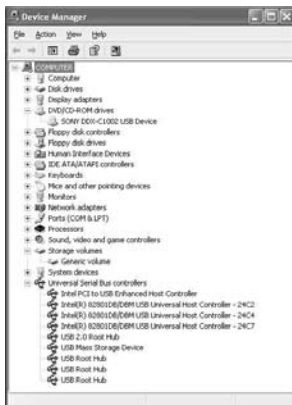 Device Manager
File Action View Help
COMPUTER
Computer
Disk drives
Display adapters
DVD/CD-ROM drives
SONY DDX-C1002 USB Device
Floppy disk controllers
Floppy disk drives
Human Interface Devices
IDE ATA/ATAPI controllers
Keyboards
Mice and other pointing devices
Monitors
Network adapters
Ports (COM & LPT)
Processors
Sound, video and game controllers
Storage volumes
Generic volume
System devices
Universal Serial Bus controllers
Intel PCI to USB Enhanced Host Controller
Intel(R) 82801DB/DBM USB Universal Host Controller - 24C2
Intel(R) 82801DB/DBM USB Universal Host Controller - 24C4
Intel(R) 82801DB/DBM USB Universal Host Controller - 24C7
USB 2.0 Root Hub
USB Mass Storage Device
USB Root Hub
USB Root Hub
USB Root Hub